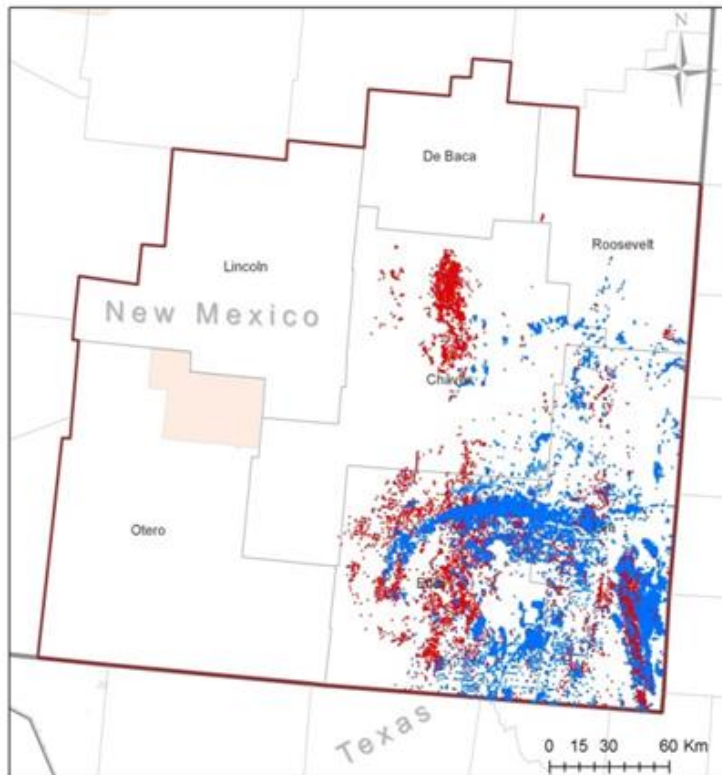 N
De Baca
Roosevelt
Lincoln
New Mexico
Otero
Texas
0 15 30 60 Km